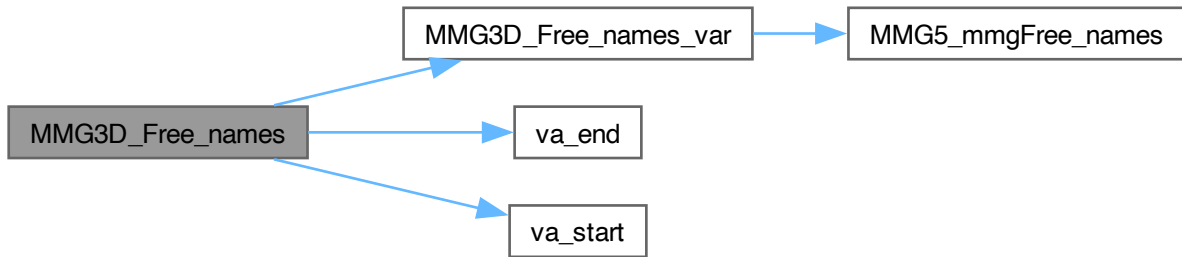 MMG3D_Free_names_var
MMG5_mmgFree_names
MMG3D_Free_names
va_end
va_start